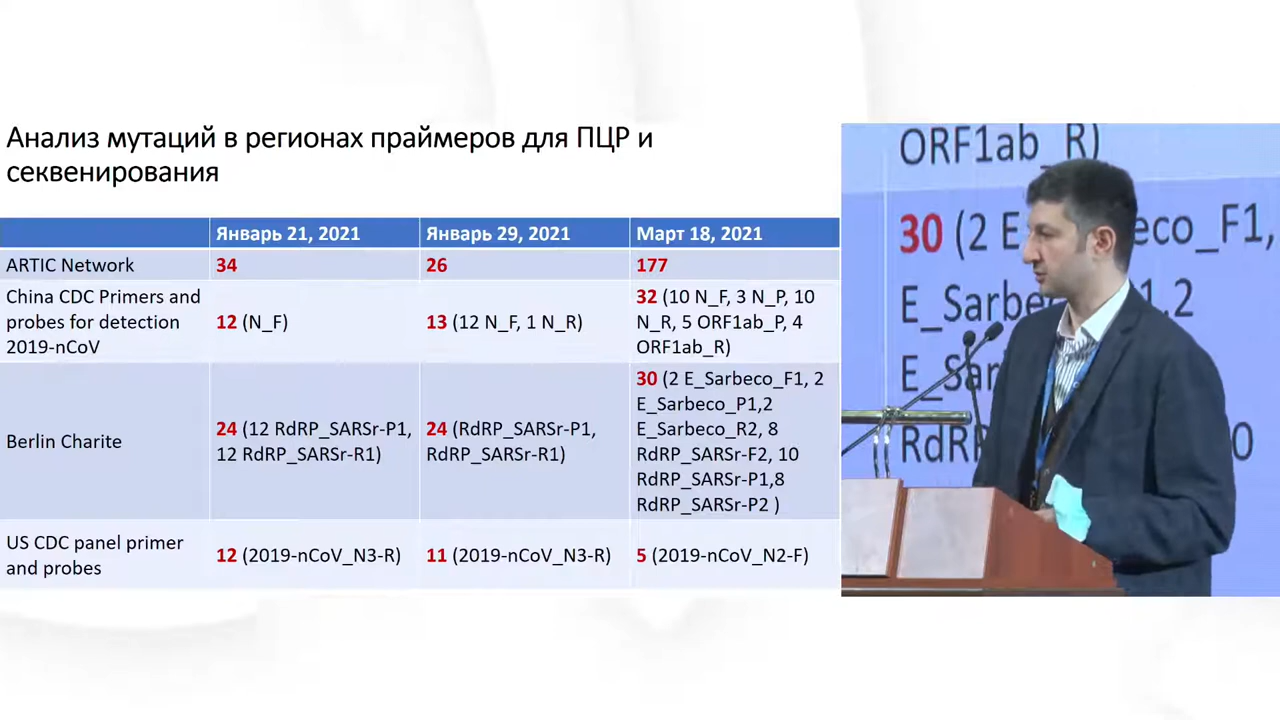 Анализ мутаций в регионах праймеров для ПЦР и
секвенирования
Январь 21, 2021
Январь 29, 2021
Март 18, 2021
ARTIC Network
34
26
177
China CDC Primers and
probes for detection
2019-nCoV
12 (N_F)
13 (12 N_F, 1 N_R)
32 (10 N_F, 3 N_P, 10
N_R, 5 ORF1ab_P, 4
ORF1ab_R)
Berlin Charite
24 (12 RdRP_SARSr-P1,
12 RdRP_SARSr-R1)
24 (RdRP_SARSr-P1,
RdRP_SARSr-R1)
30 (2 E_Sarbeco_F1, 2
E_Sarbeco_P1,2
E_Sarbeco_R2, 8
RdRP_SARSr-F2, 10
RdRP_SARSr-P1,8
RdRP_SARSr-P2 )
US CDC panel primer
and probes
12 (2019-nCoV_N3-R)
11 (2019-nCoV_N3-R)
5 (2019-nCoV_N2-F)
ORF1ab_R)
30 (2 E
eco_F1,
E_Sarbe
1,2
E_Sar
RdRP
0